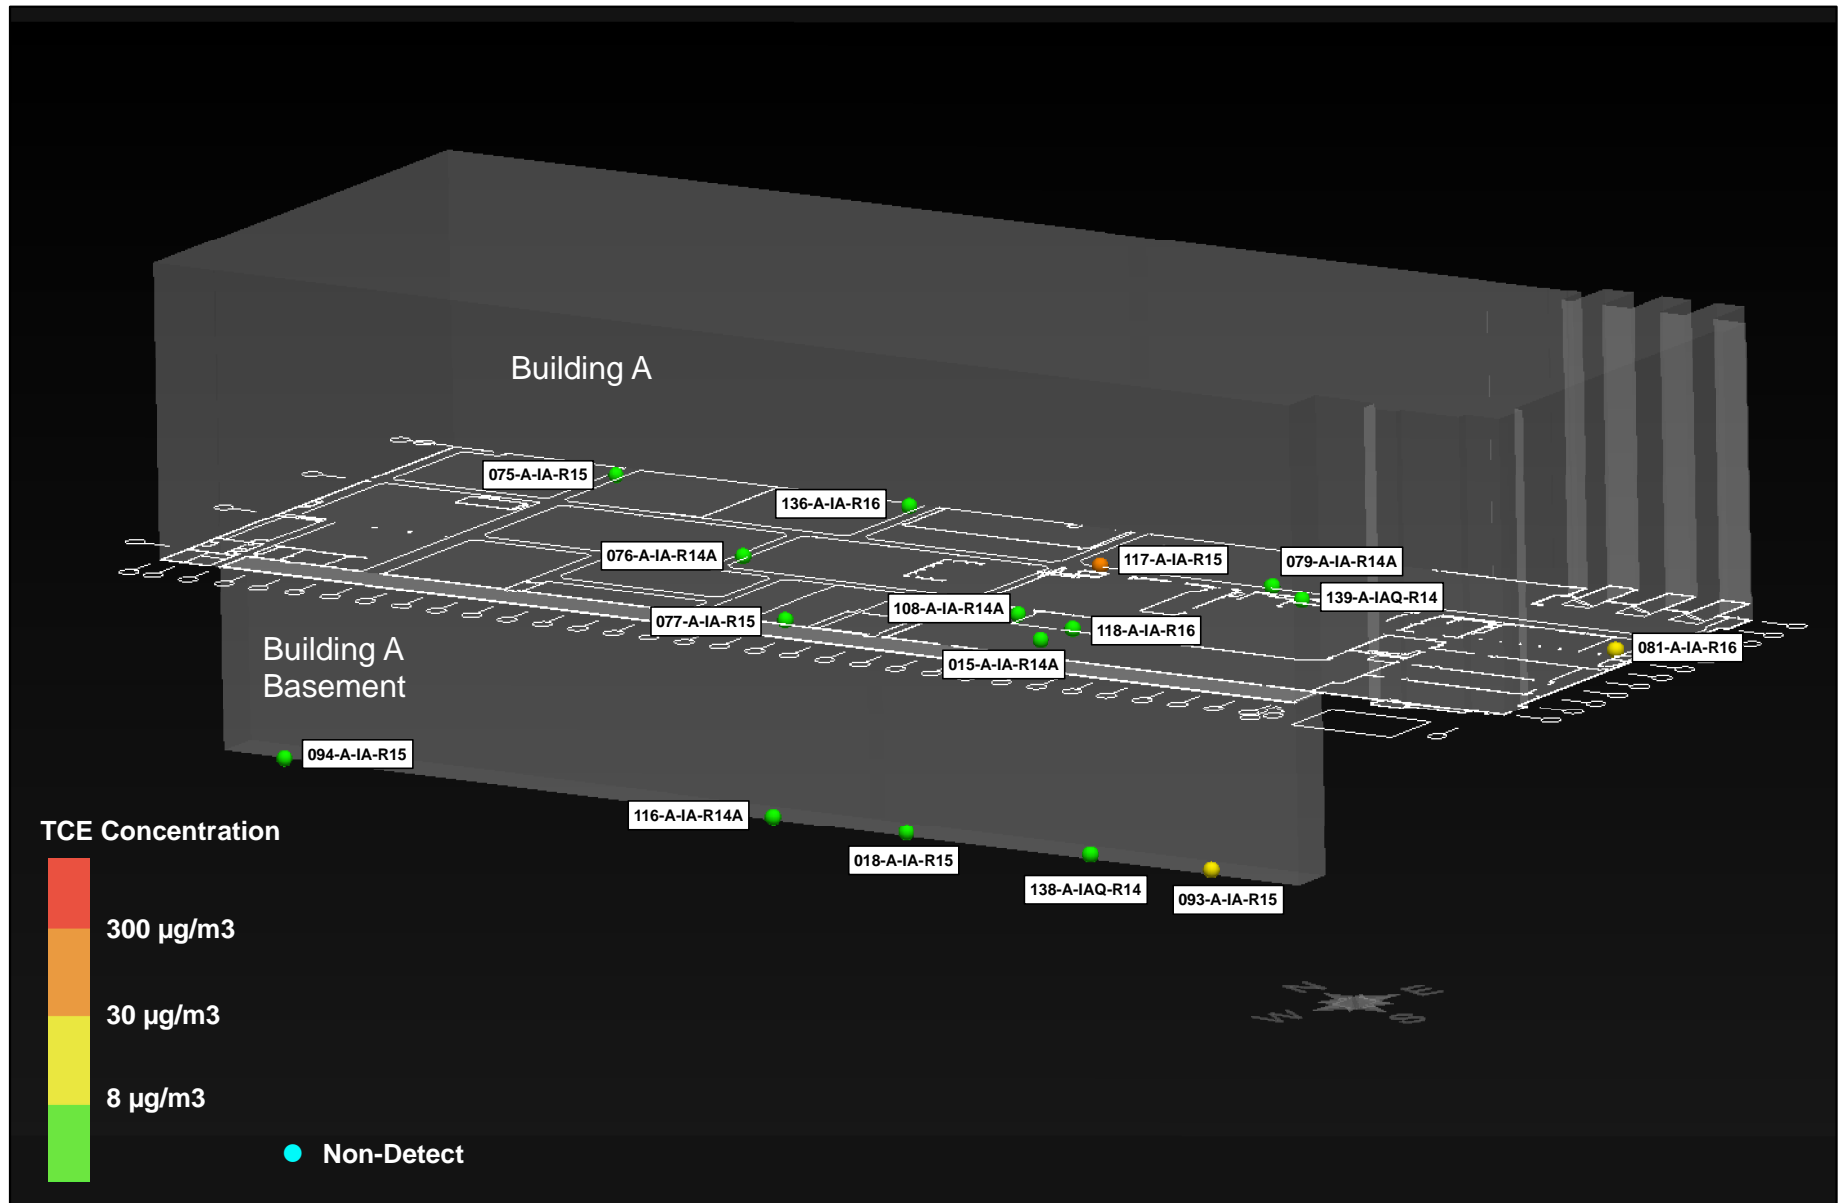 Building A
075-A-IA-R15
136-A-IA-R16
076-A-IA-R14A
117-A-IA-R15
079-A-IA-R14A
139-A-IAQ-R14
108-A-IA-R14A
077-A-IA-R15
118-A-IA-R16
015-A-IA-R14A
081-A-IA-R16
Building A
Basement
094-A-IA-R15
116-A-IA-R14A
018-A-IA-R15
138-A-IAQ-R14
093-A-IA-R15
TCE Concentration
300 µg/m3
30 µg/m3
8 µg/m3
Non-Detect
N
E
W
S